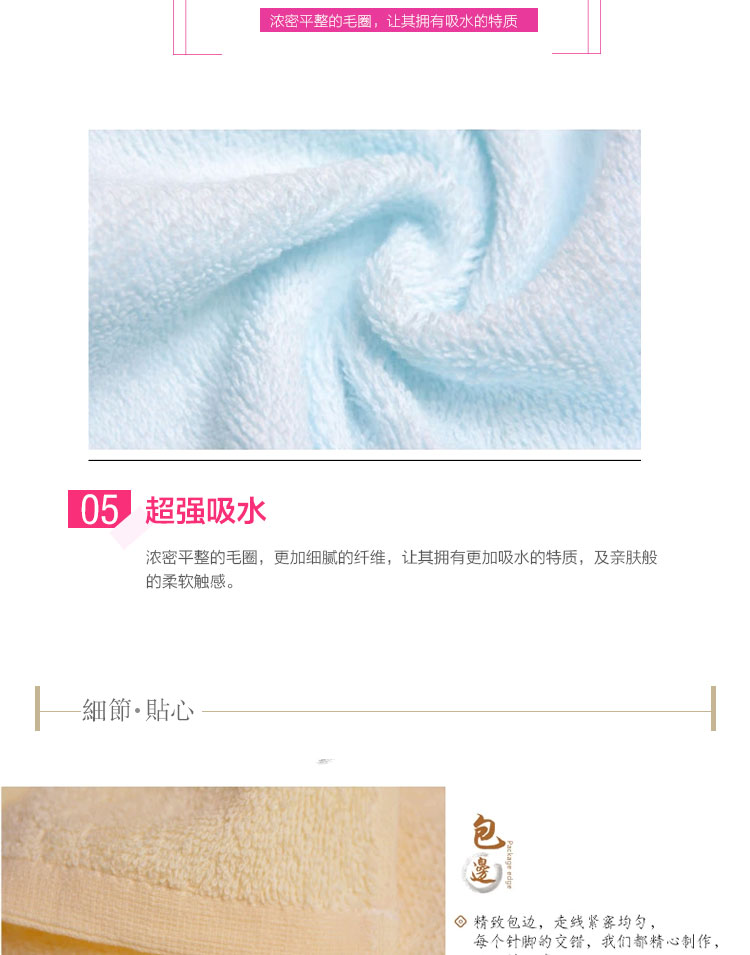 浓密平整的毛圈，让其拥有吸水的特质
05 超强吸水
浓密平整的毛圈，更加细腻的纤维，让其拥有更加吸水的特质，及亲肤般
的柔软触感。
細節·貼心
包邊
Package edge
精致包边，走线紧密均匀，
每个针脚的交错，我们都精心制作，